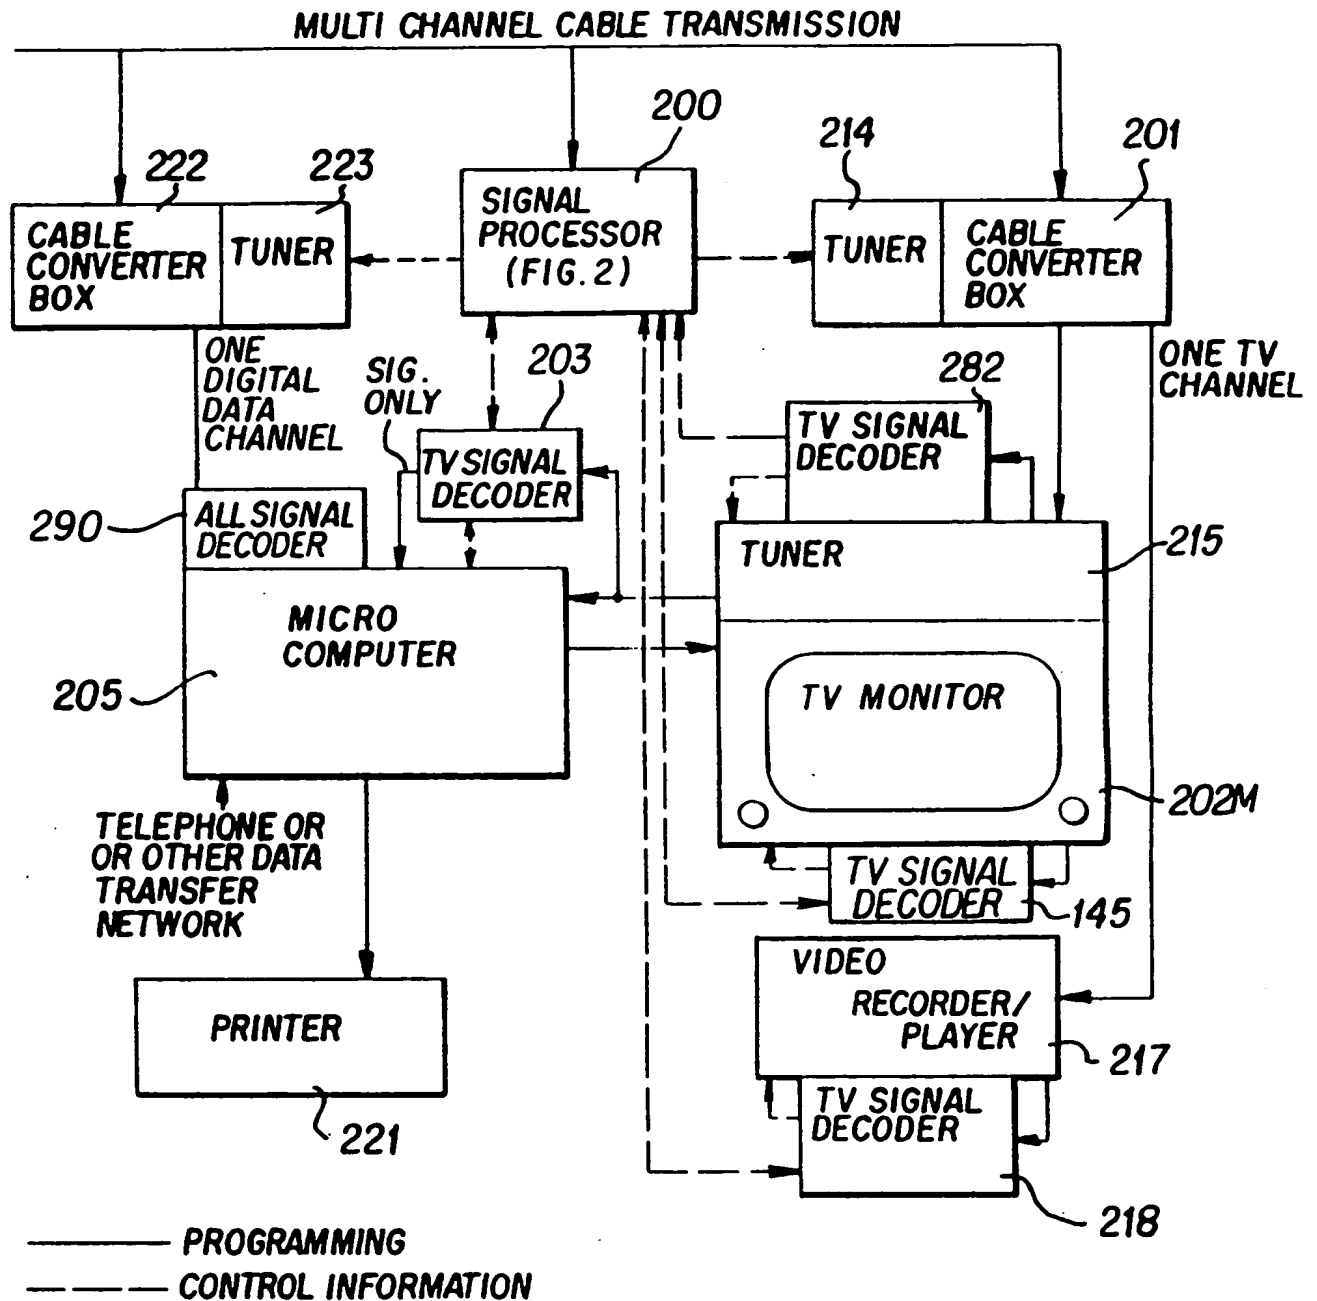 MULTI CHANNEL CABLE TRANSMISSION
200
214
201
222
223
CABLE
CONVERTER
BOX
TUNER
SIGNAL
PROCESSOR
(FIG. 2)
TUNER
CABLE
CONVERTER
BOX
ONE
DIGITAL
DATA
CHANNEL
SIG.
ONLY
203
282
ONE TV
CHANNEL
TV SIGNAL
DECODER
TV SIGNAL
DECODER
290
ALL SIGNAL
DECODER
TUNER
215
MICRO
COMPUTER
205
TV MONITOR
202M
TELEPHONE OR
OR OTHER DATA
TRANSFER
NETWORK
TV SIGNAL
DECODER
145
VIDEO
RECORDER/
PLAYER
217
PRINTER
221
TV SIGNAL
DECODER
218
PROGRAMMING
CONTROL INFORMATION